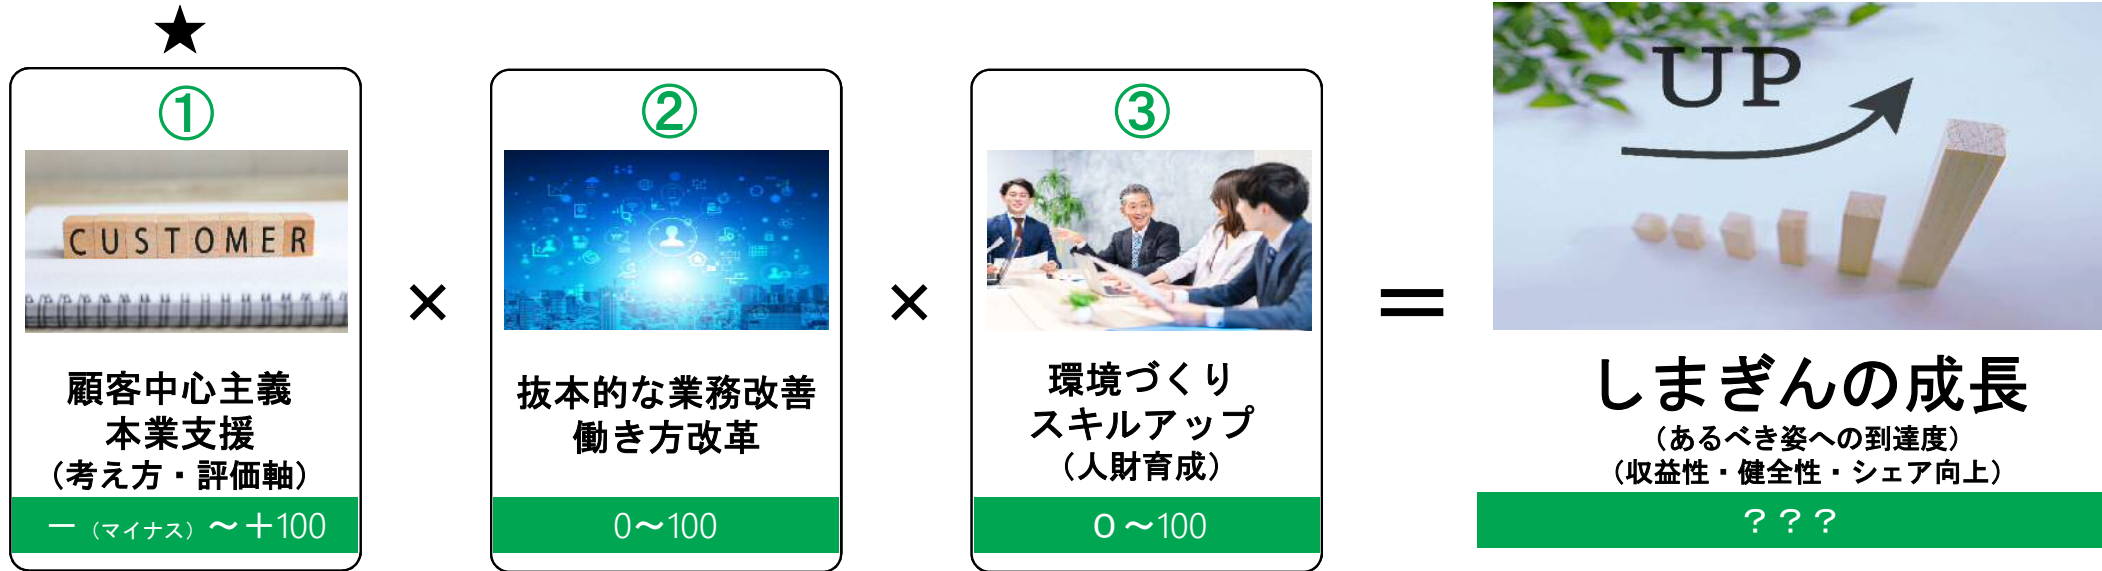 ★
①
CUSTOMER
顧客中心主義
本業支援
（考え方・評価軸）
－（マイナス）～＋100
×
②
抜本的な業務改善
働き方改革
0～100
×
③
環境づくり
スキルアップ
（人財育成）
０～100
＝
UP
しまぎんの成長
（あるべき姿への到達度）
（収益性・健全性・シェア向上）
？？？